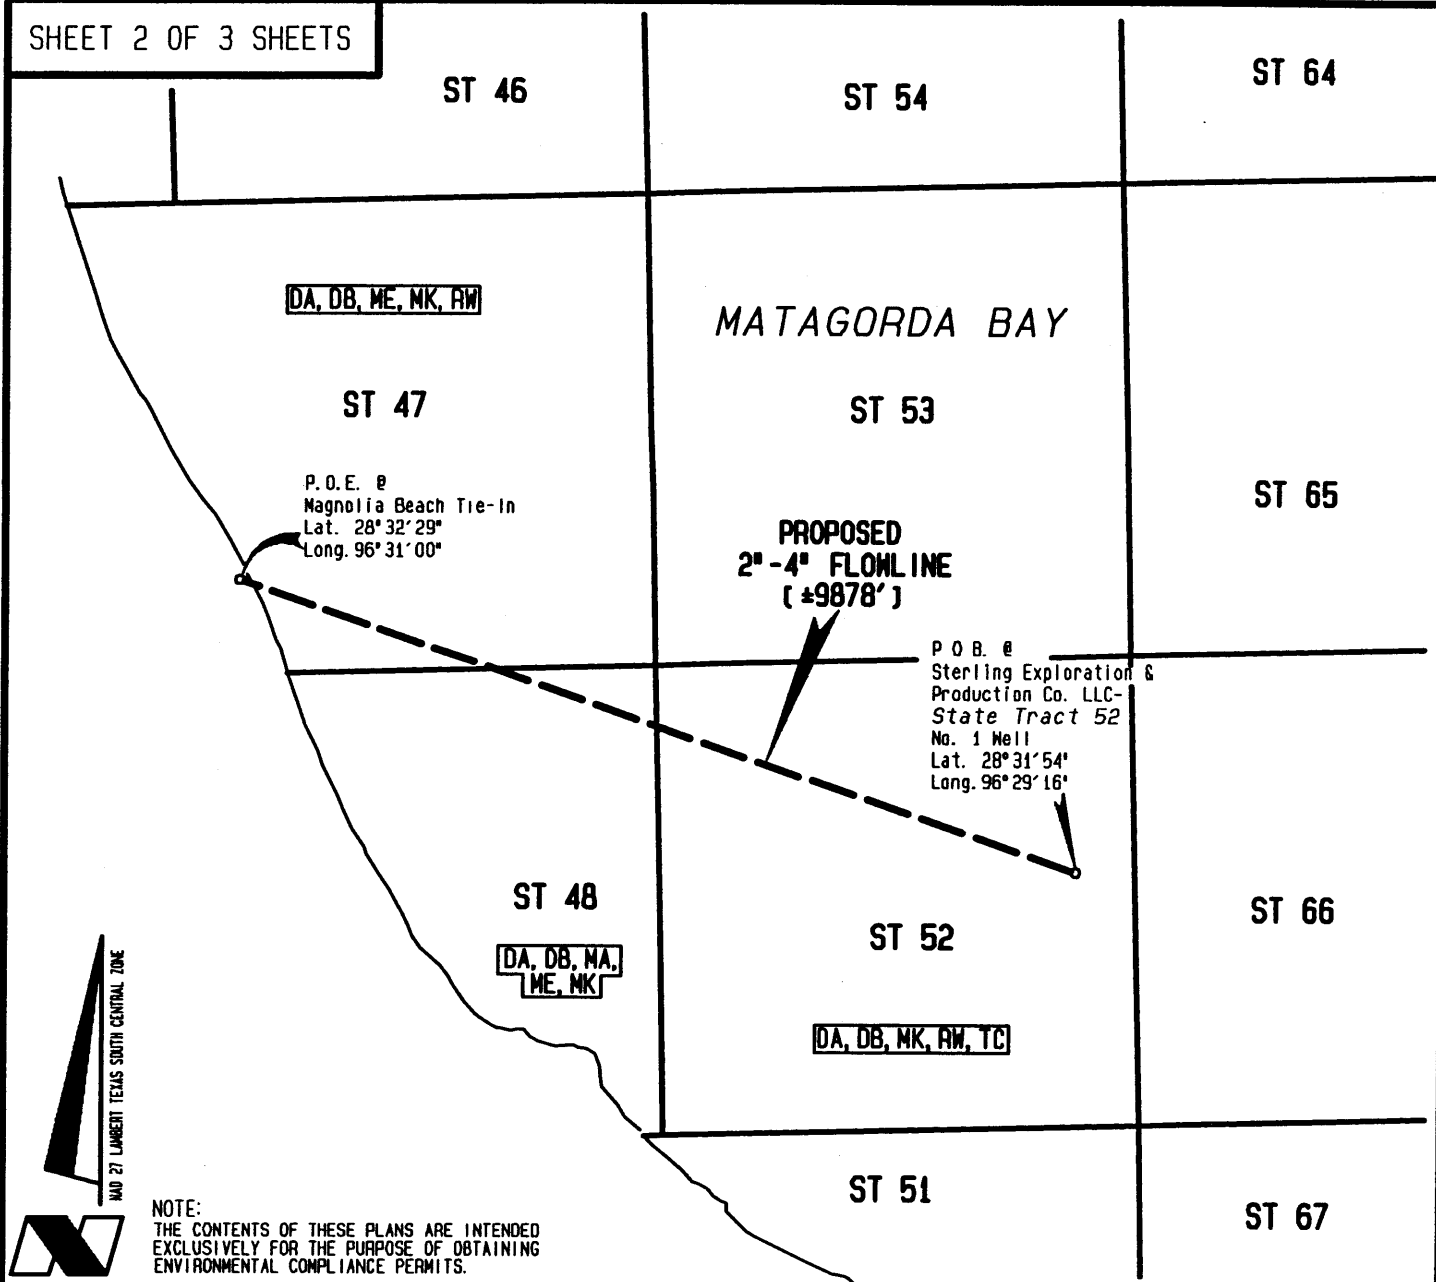 SHEET 2 OF 3 SHEETS
ST 46
ST 54
ST 64
DA, DB, ME, MK, RW
MATAGORDA BAY
ST 47
ST 53
P.O.E. @
Magnolia Beach Tie-In
Lat. 28°32'29"
Long. 96°31'00"
ST 65
PROPOSED
2"-4" FLOWLINE
(±9878')
P O B. @
Sterling Exploration &
Production Co. LLC-
State Tract 52
No. 1 Well
Lat. 28°31'54"
Long. 96°29'16"
ST 48
DA, DB, MA,
ME, MK
ST 52
ST 66
DA, DB, MK, RW, TC
NAD 27 LAMBERT TEXAS SOUTH CENTRAL ZONE
ST 51
ST 67
NOTE:
THE CONTENTS OF THESE PLANS ARE INTENDED
EXCLUSIVELY FOR THE PURPOSE OF OBTAINING
ENVIRONMENTAL COMPLIANCE PERMITS.